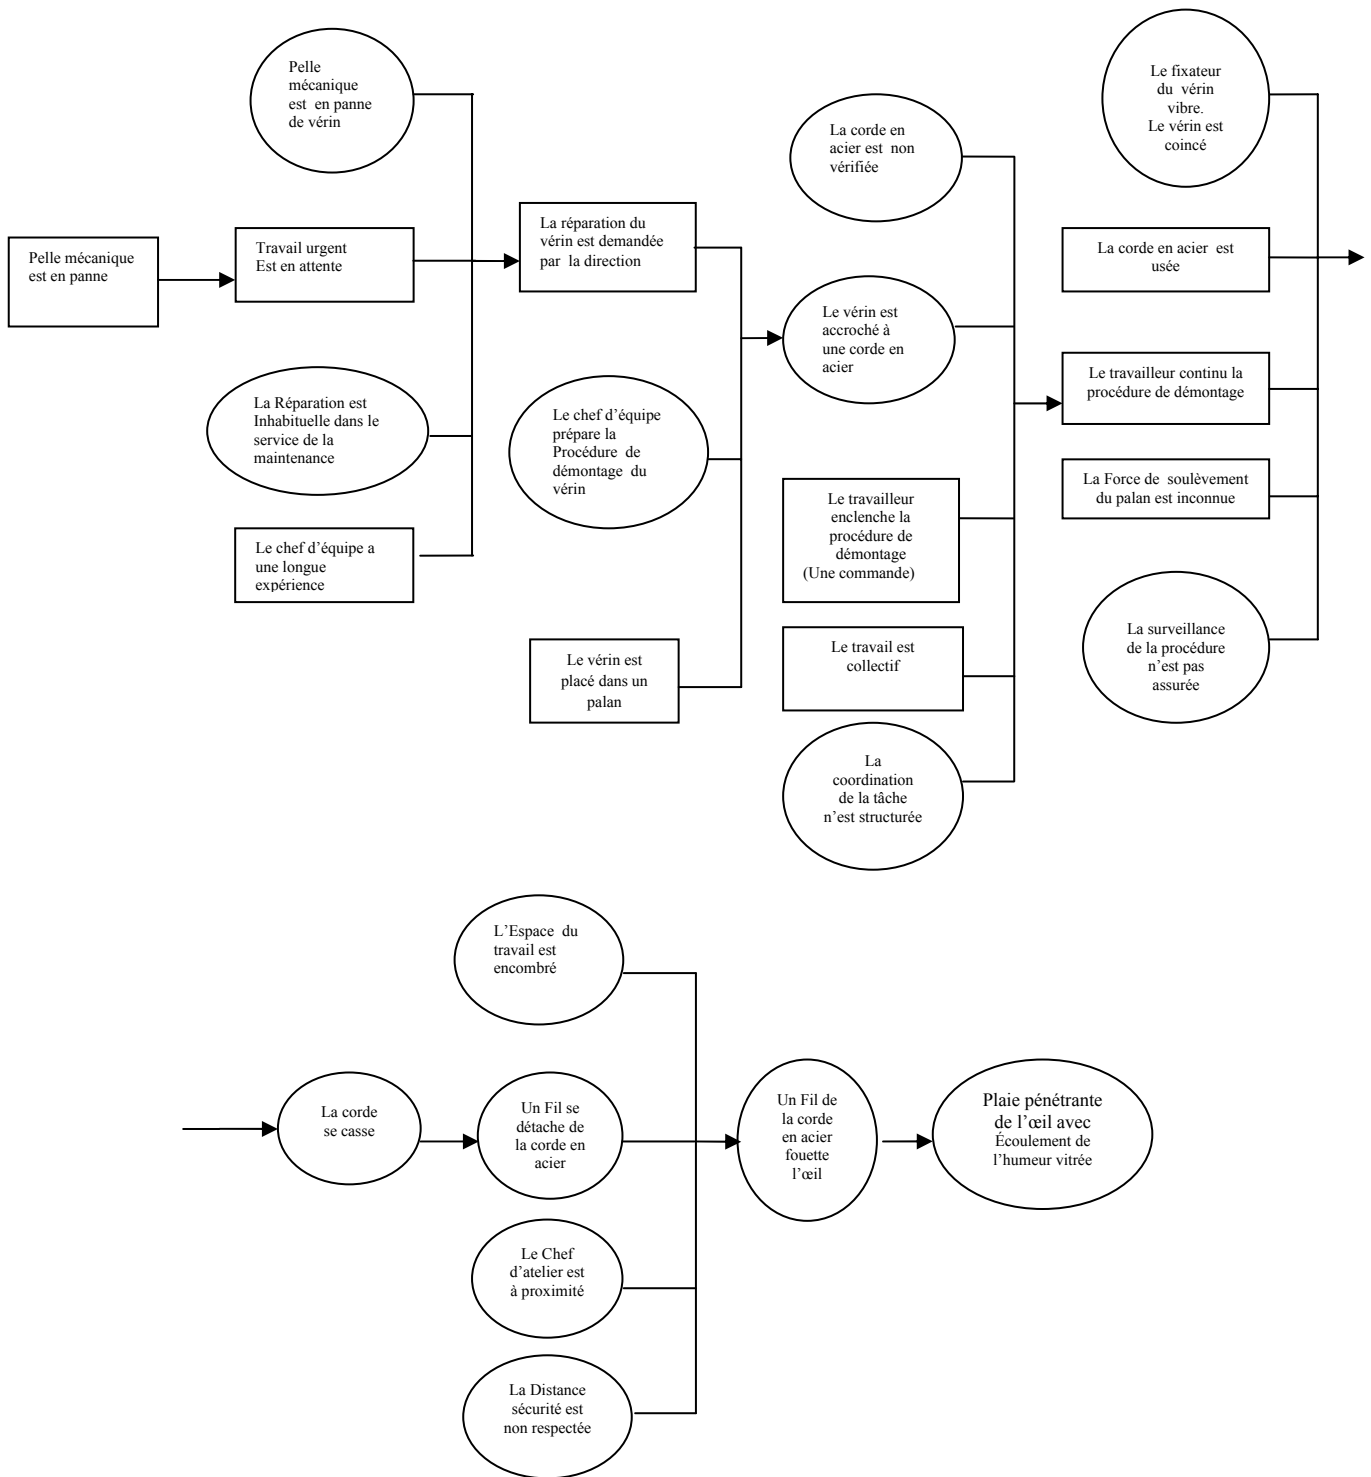 Pelle
mécanique
est en panne
de vérin
Le fixateur
du vérin
vibre.
Le vérin est
coincé
La corde en
acier est non
vérifiée
Pelle mécanique
est en panne
Travail urgent
Est en attente
La réparation du
vérin est demandée
par la direction
La corde en acier est
usée
Le vérin est
accroché à
une corde en
acier
Le travailleur continu la
procédure de démontage
La Réparation est
Inhabituelle dans le
service de la
maintenance
Le chef d’équipe
prépare la
Procédure de
démontage du
vérin
La Force de soulèvement
du palan est inconnue
Le travailleur
enclenche la
procédure de
démontage
(Une commande)
Le chef d’équipe a
une longue
expérience
Le vérin est
placé dans un
palan
Le travail est
collectif
La surveillance
de la procédure
n’est pas
assurée
La
coordination
de la tâche
n’est structurée
L’Espace du
travail est
encombré
La corde
se casse
Un Fil se
détache de
la corde en
acier
Un Fil de
la corde
en acier
fouette
l’œil
Plaie pénétrante
de l’œil avec
Écoulement de
l’humeur vitrée
Le Chef
d’atelier est
à proximité
La Distance
sécurité est
non respectée